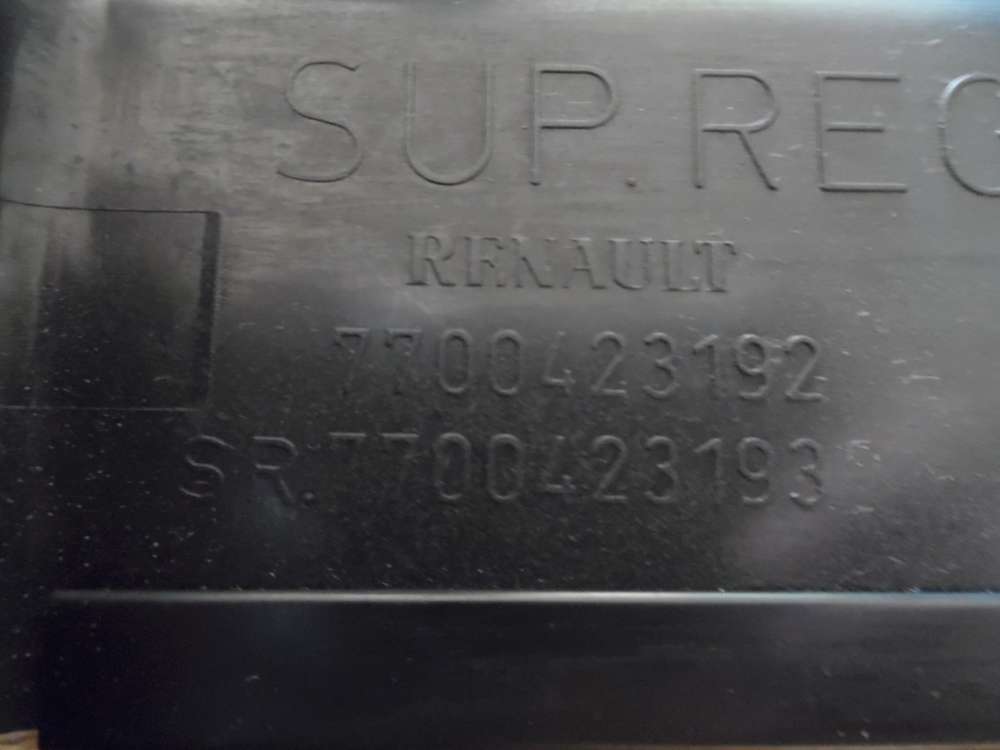 SUP.REG
RENAULT
7700423192
SR.7700423193